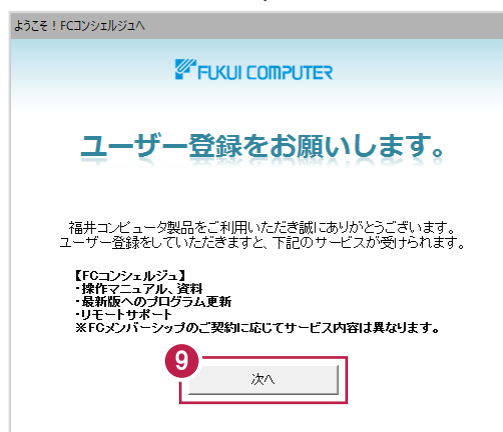 ようこそ！FCコンシェルジュへ
FUKUI COMPUTER
ユーザー登録をお願いします。
福井コンピュータ製品をご利用いただき誠にありがとうございます。
ユーザー登録をしていただきますと、下記のサービスが受けられます。
【FCコンシェルジュ】
・操作マニュアル、資料
・最新版へのプログラム更新
・リモートサポート
※FCメンバーシップのご契約に応じてサービス内容は異なります。
9
次へ